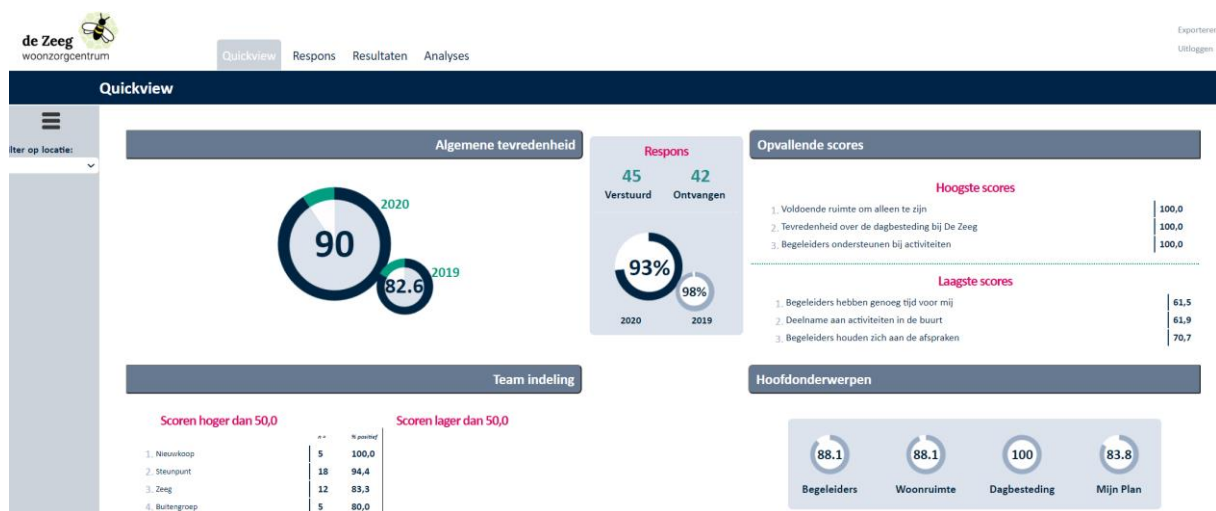 de Zeeg
woonzorgcentrum
Quickview Respons Resultaten Analyses
Exporteren
Uitloggen
Quickview
ilter op locatie:
Algemene tevredenheid
90
2020
82.6
2019
Respons
45 42
Verstuurd Ontvangen
93%
98%
2020 2019
Opvallende scores
Hoogste scores
1. Voldoende ruimte om alleen te zijn 100,0
2. Tevredenheid over de dagbesteding bij De Zeeg 100,0
3. Begeleiders ondersteunen bij activiteiten 100,0
Laagste scores
1. Begeleiders hebben genoeg tijd voor mij 61,5
2. Deelname aan activiteiten in de buurt 61,9
3. Begeleiders houden zich aan de afspraken 70,7
Team indeling
Scoren hoger dan 50,0 Scoren lager dan 50,0
n = % positief
1. Nieuwkoop 5 100,0
2. Steunpunt 18 94,4
3. Zeeg 12 83,3
4. Buitengroep 5 80,0
Hoofdonderwerpen
88.1 88.1 100 83.8
Begeleiders Woonruimte Dagbesteding Mijn Plan